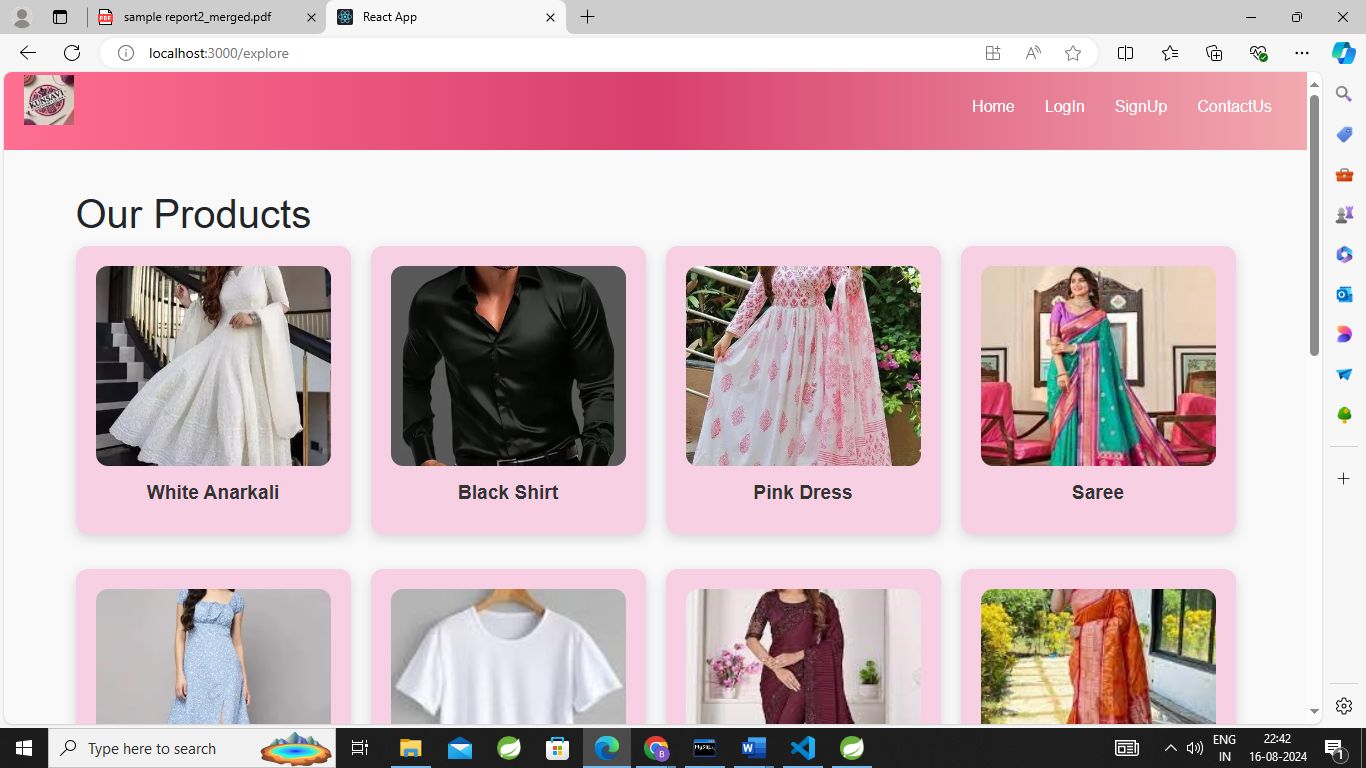 sample report2_merged.pdf
React App
localhost:3000/explore
KUNSAVI
Home LogIn SignUp ContactUs
Our Products
White Anarkali
Black Shirt
Pink Dress
Saree
Type here to search
ENG
IN
22:42
16-08-2024
1